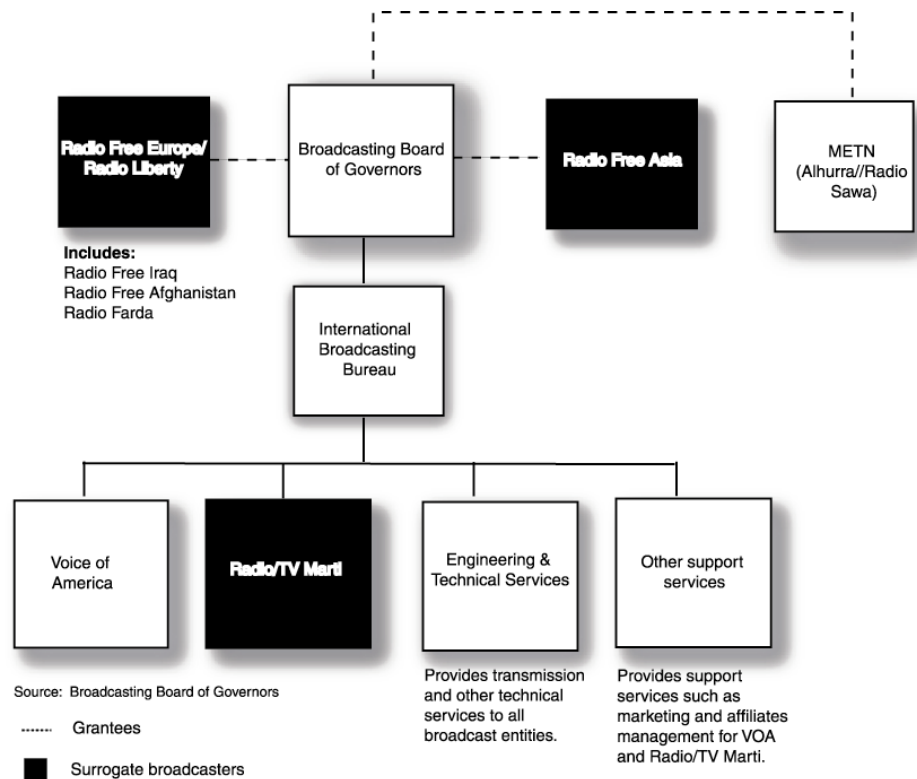 Radio Free Europe/
Radio Liberty
Broadcasting Board
of Governors
Radio Free Asia
METN
(Alhurra//Radio
Sawa)
Includes:
Radio Free Iraq
Radio Free Afghanistan
Radio Farda
International
Broadcasting
Bureau
Voice of
America
Radio/TV Marti
Engineering &
Technical Services
Other support
services
Provides transmission
and other technical
services to all
broadcast entities.
Provides support
services such as
marketing and affiliates
management for VOA
and Radio/TV Marti.
Source: Broadcasting Board of Governors
Grantees
Surrogate broadcasters